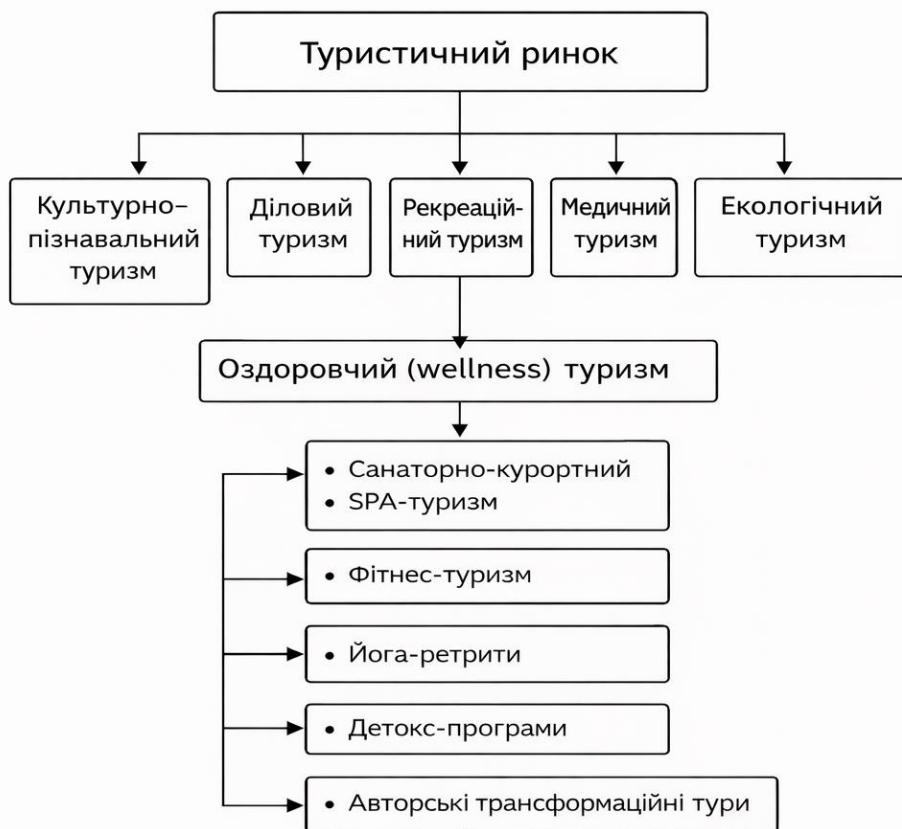 Туристичний ринок
Культурно–
пізнавальний
туризм
Діловий
туризм
Рекреацій-
ний туризм
Медичний
туризм
Екологічний
туризм
Оздоровчий (wellness) туризм
• Санаторно-курортний
• SPA-туризм
• Фітнес-туризм
• Йога-ретрити
• Детокс-програми
• Авторські трансформаційні тури